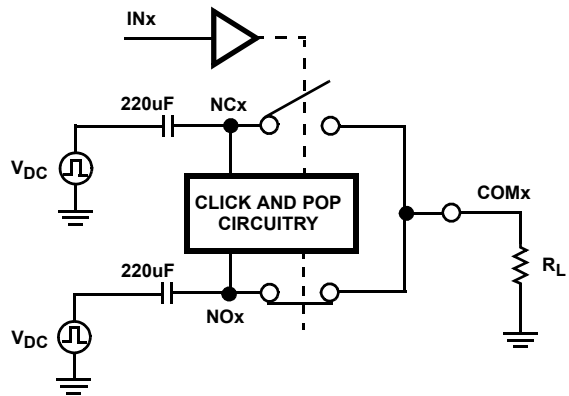 INx
220uF
NCx
VDC
CLICK AND POP
CIRCUITRY
COMx
RL
220uF
NOx
VDC